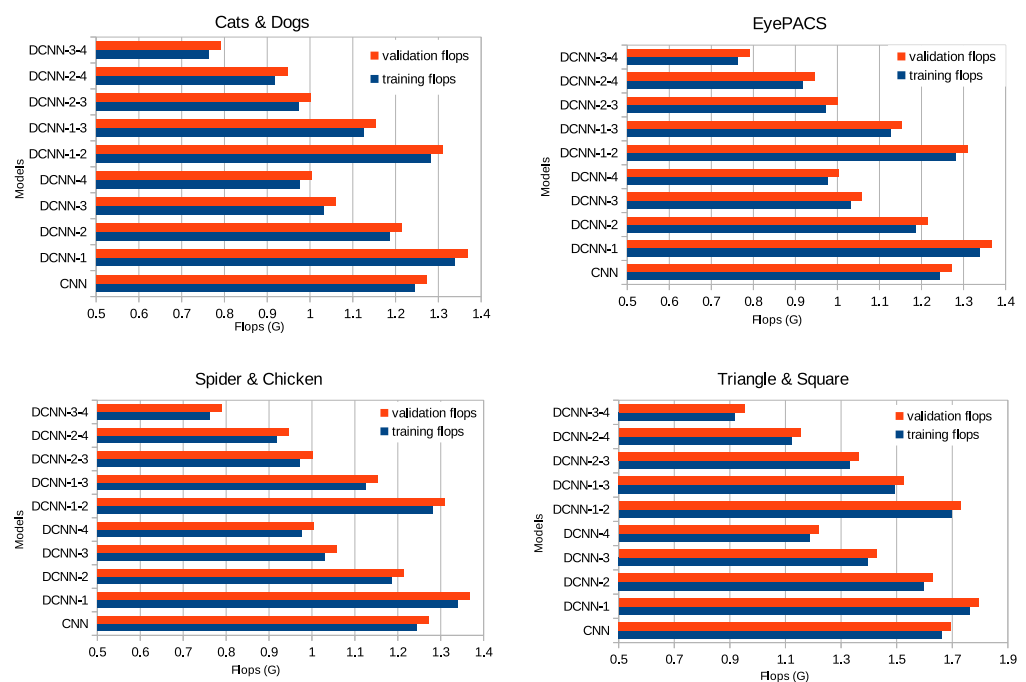 Cats & Dogs
validation flops
training flops
DCNN-3-4
DCNN-2-4
DCNN-2-3
DCNN-1-3
DCNN-1-2
DCNN-4
DCNN-3
DCNN-2
DCNN-1
CNN
Models
0.5 0.6 0.7 0.8 0.9 1 1.1 1.2 1.3 1.4
Flops (G)
EyePACS
validation flops
training flops
DCNN-3-4
DCNN-2-4
DCNN-2-3
DCNN-1-3
DCNN-1-2
DCNN-4
DCNN-3
DCNN-2
DCNN-1
CNN
Models
0.5 0.6 0.7 0.8 0.9 1 1.1 1.2 1.3 1.4
Flops (G)
Spider & Chicken
validation flops
training flops
DCNN-3-4
DCNN-2-4
DCNN-2-3
DCNN-1-3
DCNN-1-2
DCNN-4
DCNN-3
DCNN-2
DCNN-1
CNN
Models
0.5 0.6 0.7 0.8 0.9 1 1.1 1.2 1.3 1.4
Flops (G)
Triangle & Square
validation flops
training flops
DCNN-3-4
DCNN-2-4
DCNN-2-3
DCNN-1-3
DCNN-1-2
DCNN-4
DCNN-3
DCNN-2
DCNN-1
CNN
Models
0.5 0.7 0.9 1.1 1.3 1.5 1.7 1.9
Flops (G)